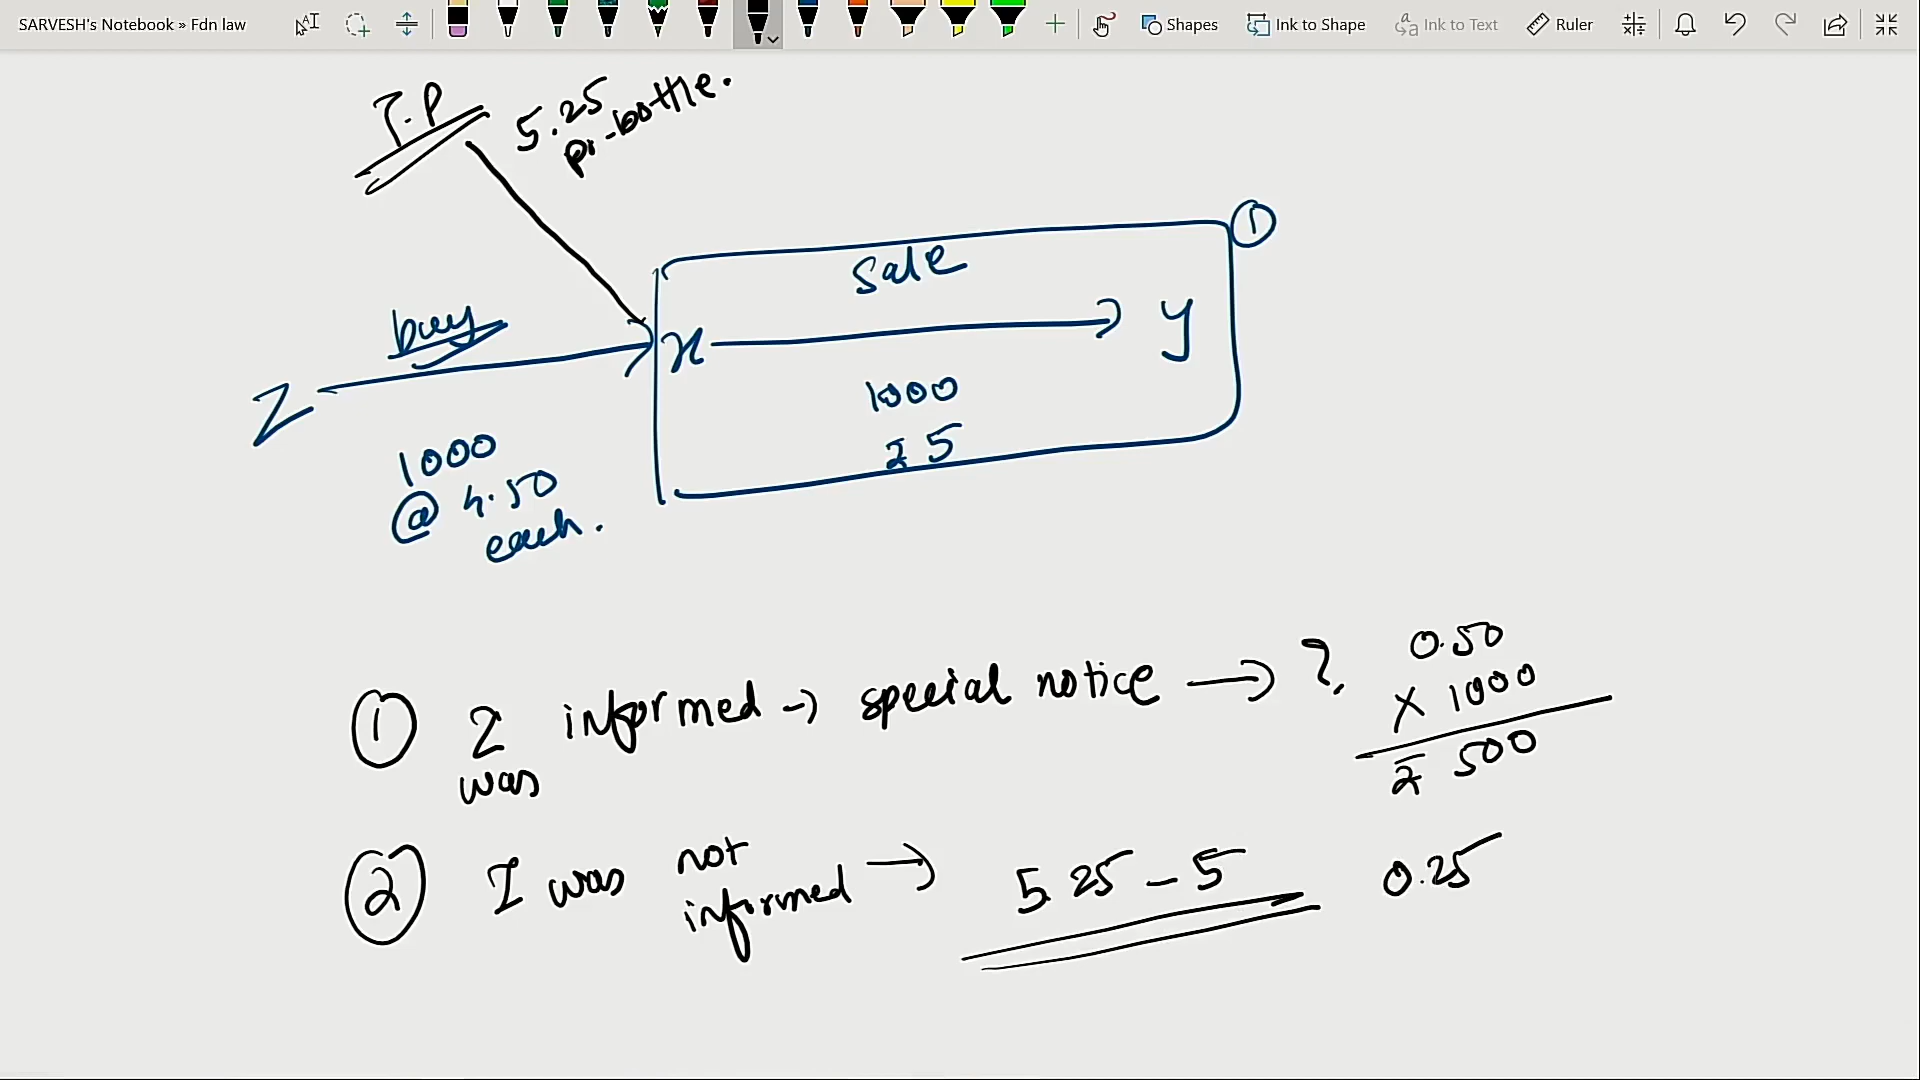 SARVESH's Notebook » Fdn law
Shapes
Ink to Shape
Ink to Text
Ruler
T.P
5.25
pr-bottle.
1
Sale
buy
x
y
Z
1000
₹ 5
1000
@ 4.50
each.
1 Z informed → special notice → ?
was
0.50
X 1000
₹ 500
2 Z was not informed → 5.25 - 5 0.25